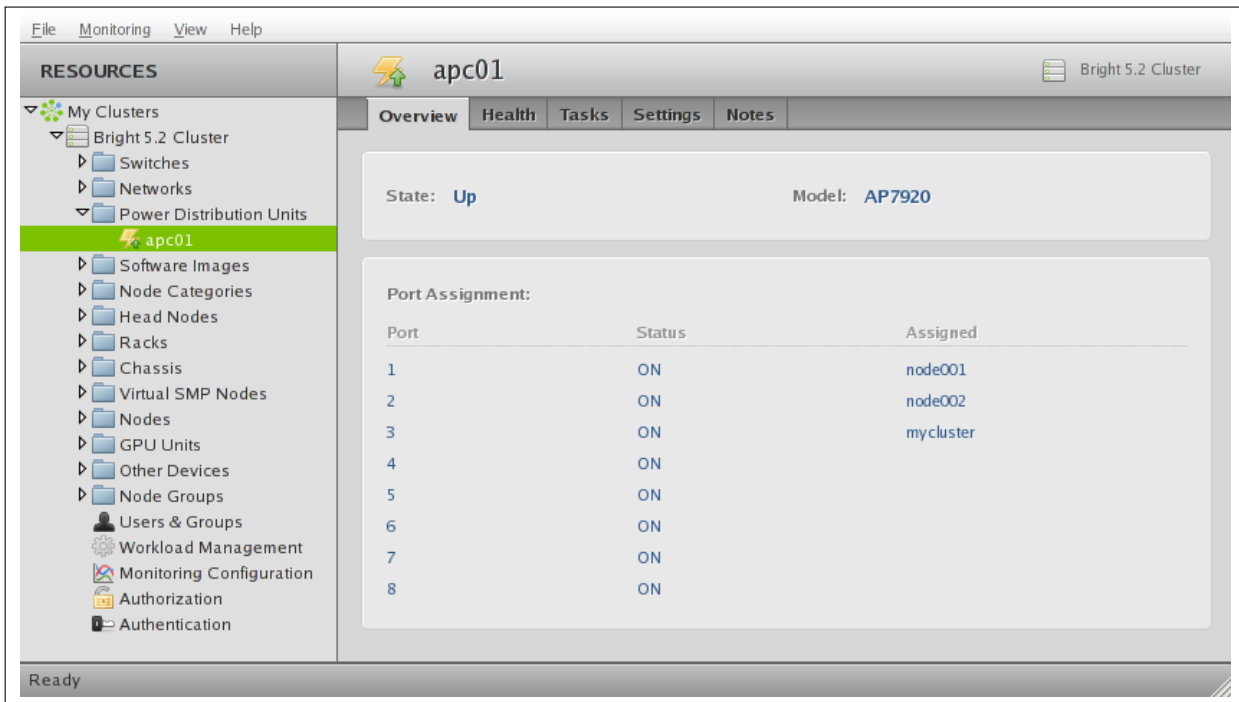 File Monitoring View Help
RESOURCES
apc01
Bright 5.2 Cluster
My Clusters
Bright 5.2 Cluster
Switches
Networks
Power Distribution Units
apc01
Software Images
Node Categories
Head Nodes
Racks
Chassis
Virtual SMP Nodes
Nodes
GPU Units
Other Devices
Node Groups
Users & Groups
Workload Management
Monitoring Configuration
Authorization
Authentication
Overview Health Tasks Settings Notes
State: Up Model: AP7920
Port Assignment:
Port Status Assigned
1 ON node001
2 ON node002
3 ON mycluster
4 ON
5 ON
6 ON
7 ON
8 ON
Ready